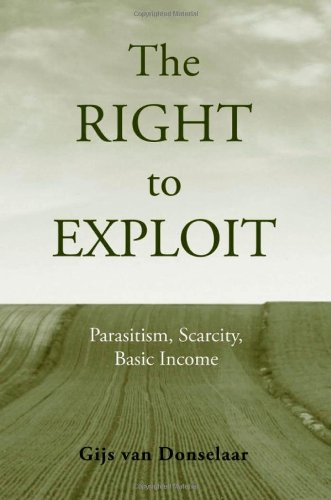 The
RIGHT
to
EXPLOIT
Parasitism, Scarcity,
Basic Income
Gijs van Donselaar